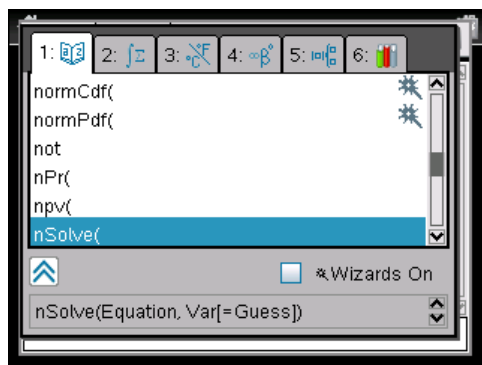 1: 2: ∫Σ 3: °C°F 4: ∞β° 5: 6:
normCdf(
normPdf(
not
nPr(
npv(
nSolve(
Wizards On
nSolve(Equation, Var[=Guess])